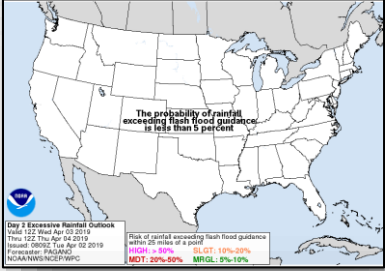 The probability of rainfall
exceeding flash flood guidance
is less than 5 percent
noaa
Day 2 Excessive Rainfall Outlook
Valid 12Z Wed Apr 03 2019
Thru 12Z Thu Apr 04 2019
Issued: 0809Z Tue Apr 02 2019
Forecaster: PAGANO
NOAA/NWS/NCEP/WPC
Risk of rainfall exceeding flash flood guidance
within 25 miles of a point
HIGH: > 50% SLGT: 10%-20%
MDT: 20%-50% MRGL: 5%-10%